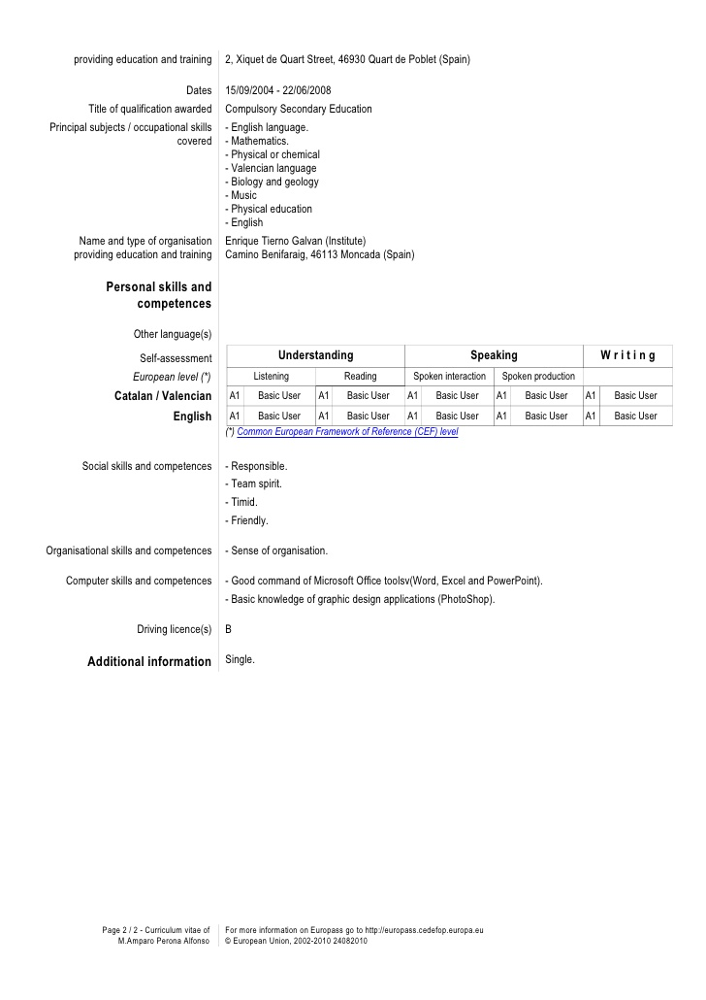 providing education and training 2, Xiquet de Quart Street, 46930 Quart de Poblet (Spain)
Dates 15/09/2004 - 22/06/2008
Title of qualification awarded Compulsory Secondary Education
Principal subjects / occupational skills - English language.
covered - Mathematics.
- Physical or chemical
- Valencian language
- Biology and geology
- Music
- Physical education
- English
Name and type of organisation Enrique Tierno Galvan (Institute)
providing education and training Camino Benifaraig, 46113 Moncada (Spain)
Personal skills and
competences
Other language(s)
Self-assessment Understanding Speaking Writing
European level (*) Listening Reading Spoken interaction Spoken production
Catalan / Valencian A1 Basic User A1 Basic User A1 Basic User A1 Basic User A1 Basic User
English A1 Basic User A1 Basic User A1 Basic User A1 Basic User A1 Basic User
(*) Common European Framework of Reference (CEF) level
Social skills and competences - Responsible.
- Team spirit.
- Timid.
- Friendly.
Organisational skills and competences - Sense of organisation.
Computer skills and competences - Good command of Microsoft Office toolsv(Word, Excel and PowerPoint).
- Basic knowledge of graphic design applications (PhotoShop).
Driving licence(s) B
Additional information Single.
Page 2 / 2 - Curriculum vitae of For more information on Europass go to http://europass.cedefop.europa.eu
M.Amparo Perona Alfonso © European Union, 2002-2010 24082010